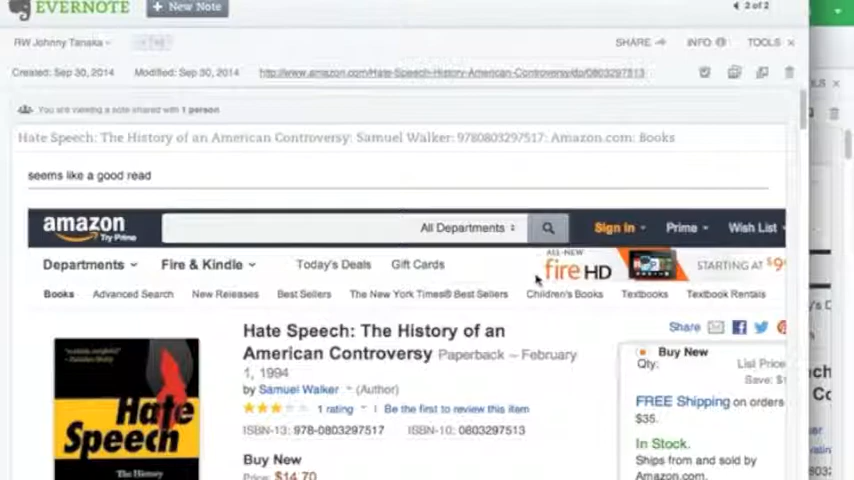 EVERNOTE + New Note 2 of 2
RW Johnny Tanaka SHARE INFO TOOLS ×
Created: Sep 30, 2014 Modified: Sep 30, 2014 http://www.amazon.com/Hate-Speech-History-American-Controversy/dp/0803297513
You are viewing a note shared with 1 person
Hate Speech: The History of an American Controversy: Samuel Walker: 9780803297517: Amazon.com: Books
seems like a good read
amazon All Departments Sign in Prime Wish List
Try Prime
ALL-NEW
Departments Fire & Kindle Today's Deals Gift Cards fire HD STARTING AT $9
Books Advanced Search New Releases Best Sellers The New York Times® Best Sellers Children's Books Textbooks Textbook Rentals
Share
Hate Speech: The History of an
American Controversy Paperback – February
1, 1994
by Samuel Walker (Author)
1 rating Be the first to review this item
ISBN-13: 978-0803297517 ISBN-10: 0803297513
Buy New
Price: $14.70
Hate
Speech
The History
Buy New
Qty: List Price
Save: $
FREE Shipping on orders
$35.
In Stock.
Ships from and sold by
Amazon.com.